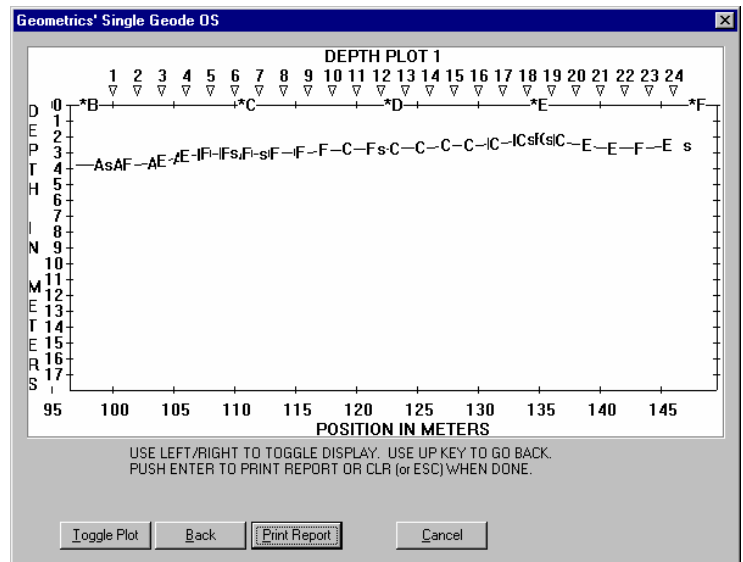 Geometrics' Single Geode OS
DEPTH PLOT 1
1 2 3 4 5 6 7 8 9 10 11 12 13 14 15 16 17 18 19 20 21 22 23 24
DEPTH IN METERS
0 *B *C *D *E *F
1
2
3
4
5
6
7
8
9
10
11
12
13
14
15
16
17
95 100 105 110 115 120 125 130 135 140 145
POSITION IN METERS
USE LEFT/RIGHT TO TOGGLE DISPLAY. USE UP KEY TO GO BACK.
PUSH ENTER TO PRINT REPORT OR CLR (or ESC) WHEN DONE.
Toggle Plot Back Print Report Cancel